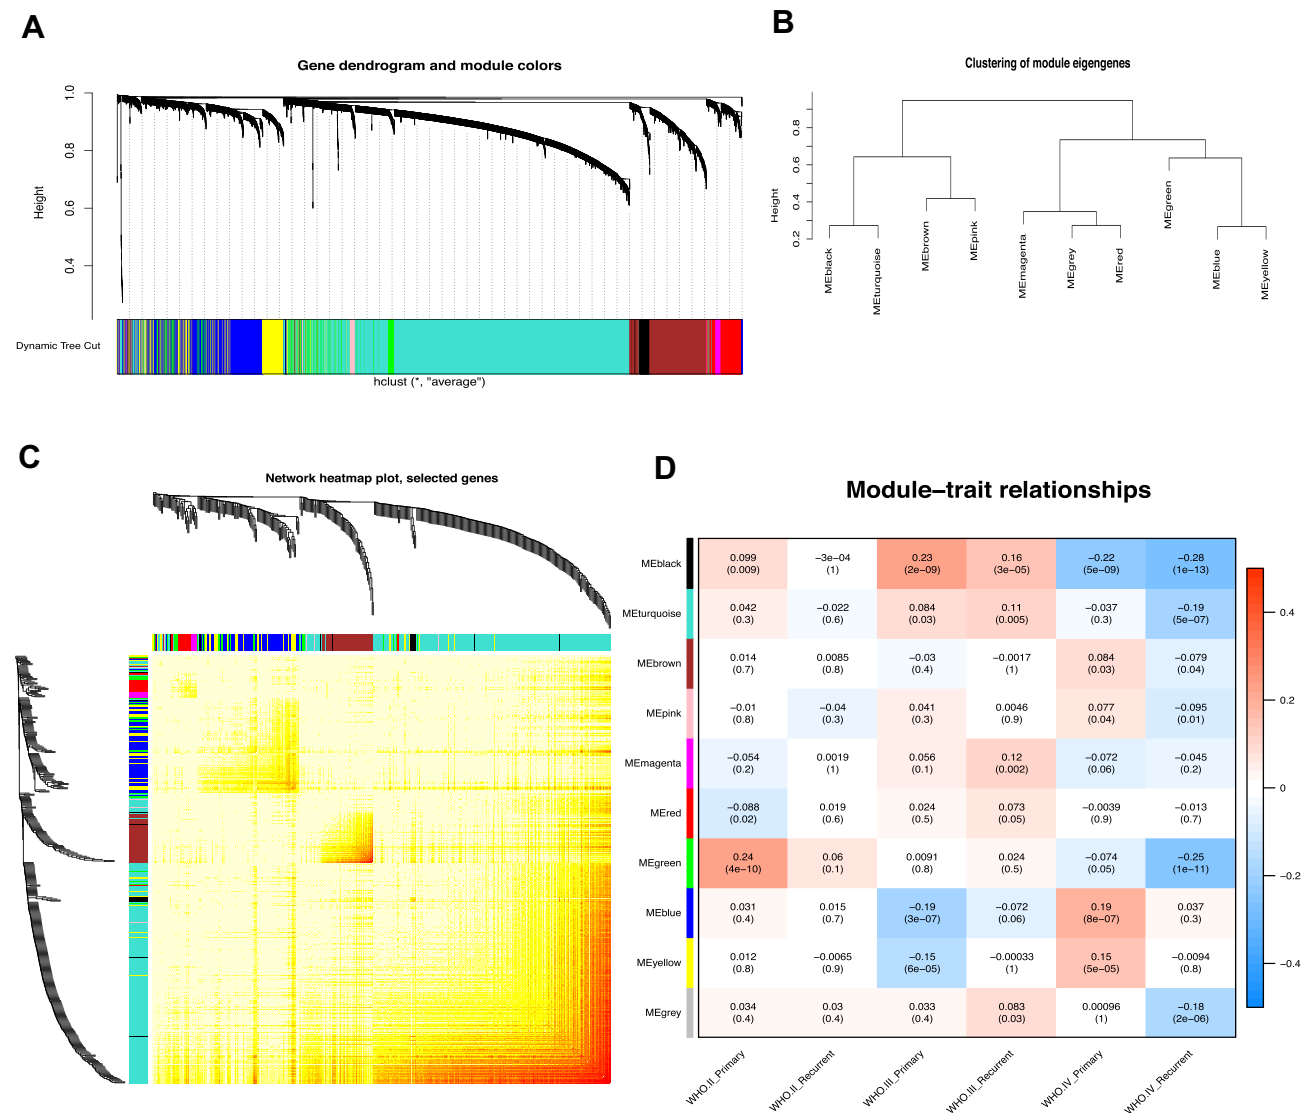 A
Gene dendrogram and module colors
Height
1.0
0.8
0.6
0.4
Dynamic Tree Cut
hclust (*, "average")
B
Clustering of module eigengenes
Height
0.8
0.6
0.4
0.2
MEblack
MEturquoise
MEbrown
MEpink
MEmagenta
MEgrey
MEred
MEgreen
MEblue
MEyellow
C
Network heatmap plot, selected genes
D
Module–trait relationships
MEblack
0.099 −3e−04 0.23 0.16 −0.22 −0.28
(0.009) (1) (2e−09) (3e−05) (5e−09) (1e−13)
MEturquoise
0.042 −0.022 0.084 0.11 −0.037 −0.19
(0.3) (0.6) (0.03) (0.005) (0.3) (5e−07)
MEbrown
0.014 0.0085 −0.03 −0.0017 0.084 −0.079
(0.7) (0.8) (0.4) (1) (0.03) (0.04)
MEpink
−0.01 −0.04 0.041 0.0046 0.077 −0.095
(0.8) (0.3) (0.3) (0.9) (0.04) (0.01)
MEmagenta
−0.054 0.0019 0.056 0.12 −0.072 −0.045
(0.2) (1) (0.1) (0.002) (0.06) (0.2)
MEred
−0.088 0.019 0.024 0.073 −0.0039 −0.013
(0.02) (0.6) (0.5) (0.05) (0.9) (0.7)
MEgreen
0.24 0.06 0.0091 0.024 −0.074 −0.25
(4e−10) (0.1) (0.8) (0.5) (0.05) (1e−11)
MEblue
0.031 0.015 −0.19 −0.072 0.19 0.037
(0.4) (0.7) (3e−07) (0.06) (8e−07) (0.3)
MEyellow
0.012 −0.0065 −0.15 −0.00033 0.15 −0.0094
(0.8) (0.9) (6e−05) (1) (5e−05) (0.8)
MEgrey
0.034 0.03 0.033 0.083 0.00096 −0.18
(0.4) (0.4) (0.4) (0.03) (1) (2e−06)
WHO.II_Primary
WHO.II_Recurrent
WHO.III_Primary
WHO.III_Recurrent
WHO.IV_Primary
WHO.IV_Recurrent
0.4
0.2
0
−0.2
−0.4